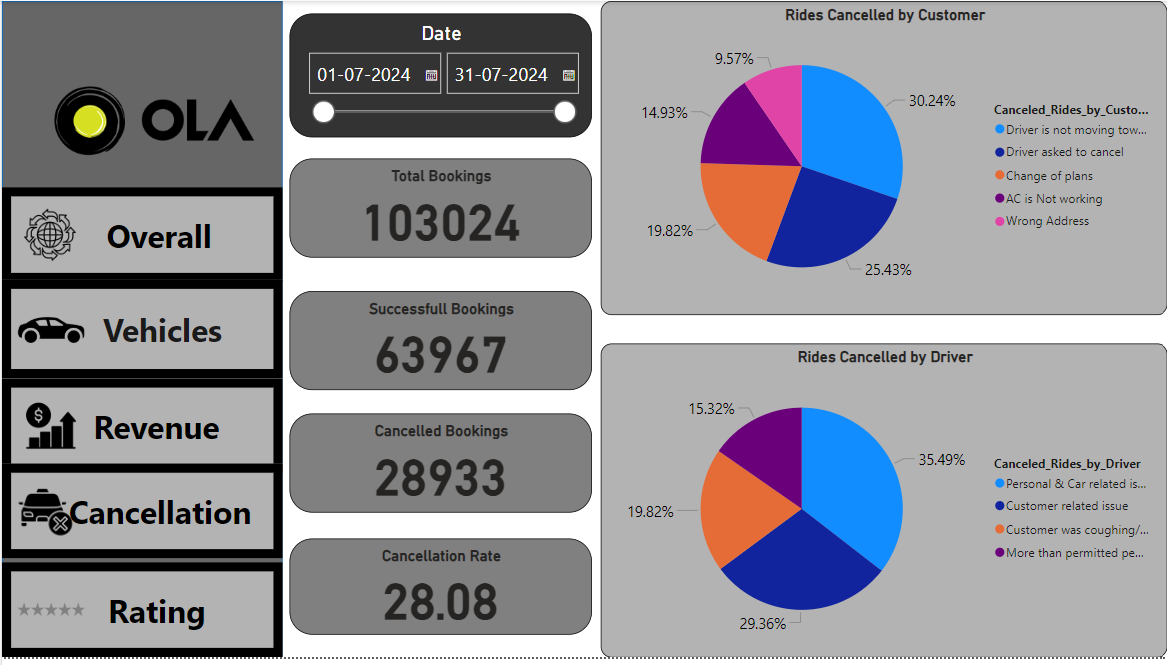 OLA
Overall
Vehicles
Revenue
Cancellation
Rating
Date
01-07-2024
31-07-2024
Total Bookings
103024
Successfull Bookings
63967
Cancelled Bookings
28933
Cancellation Rate
28.08
Rides Cancelled by Customer
9.57%
30.24%
14.93%
19.82%
25.43%
Canceled_Rides_by_Custo...
Driver is not moving tow...
Driver asked to cancel
Change of plans
AC is Not working
Wrong Address
Rides Cancelled by Driver
15.32%
35.49%
19.82%
29.36%
Canceled_Rides_by_Driver
Personal & Car related is...
Customer related issue
Customer was coughing/...
More than permitted pe...